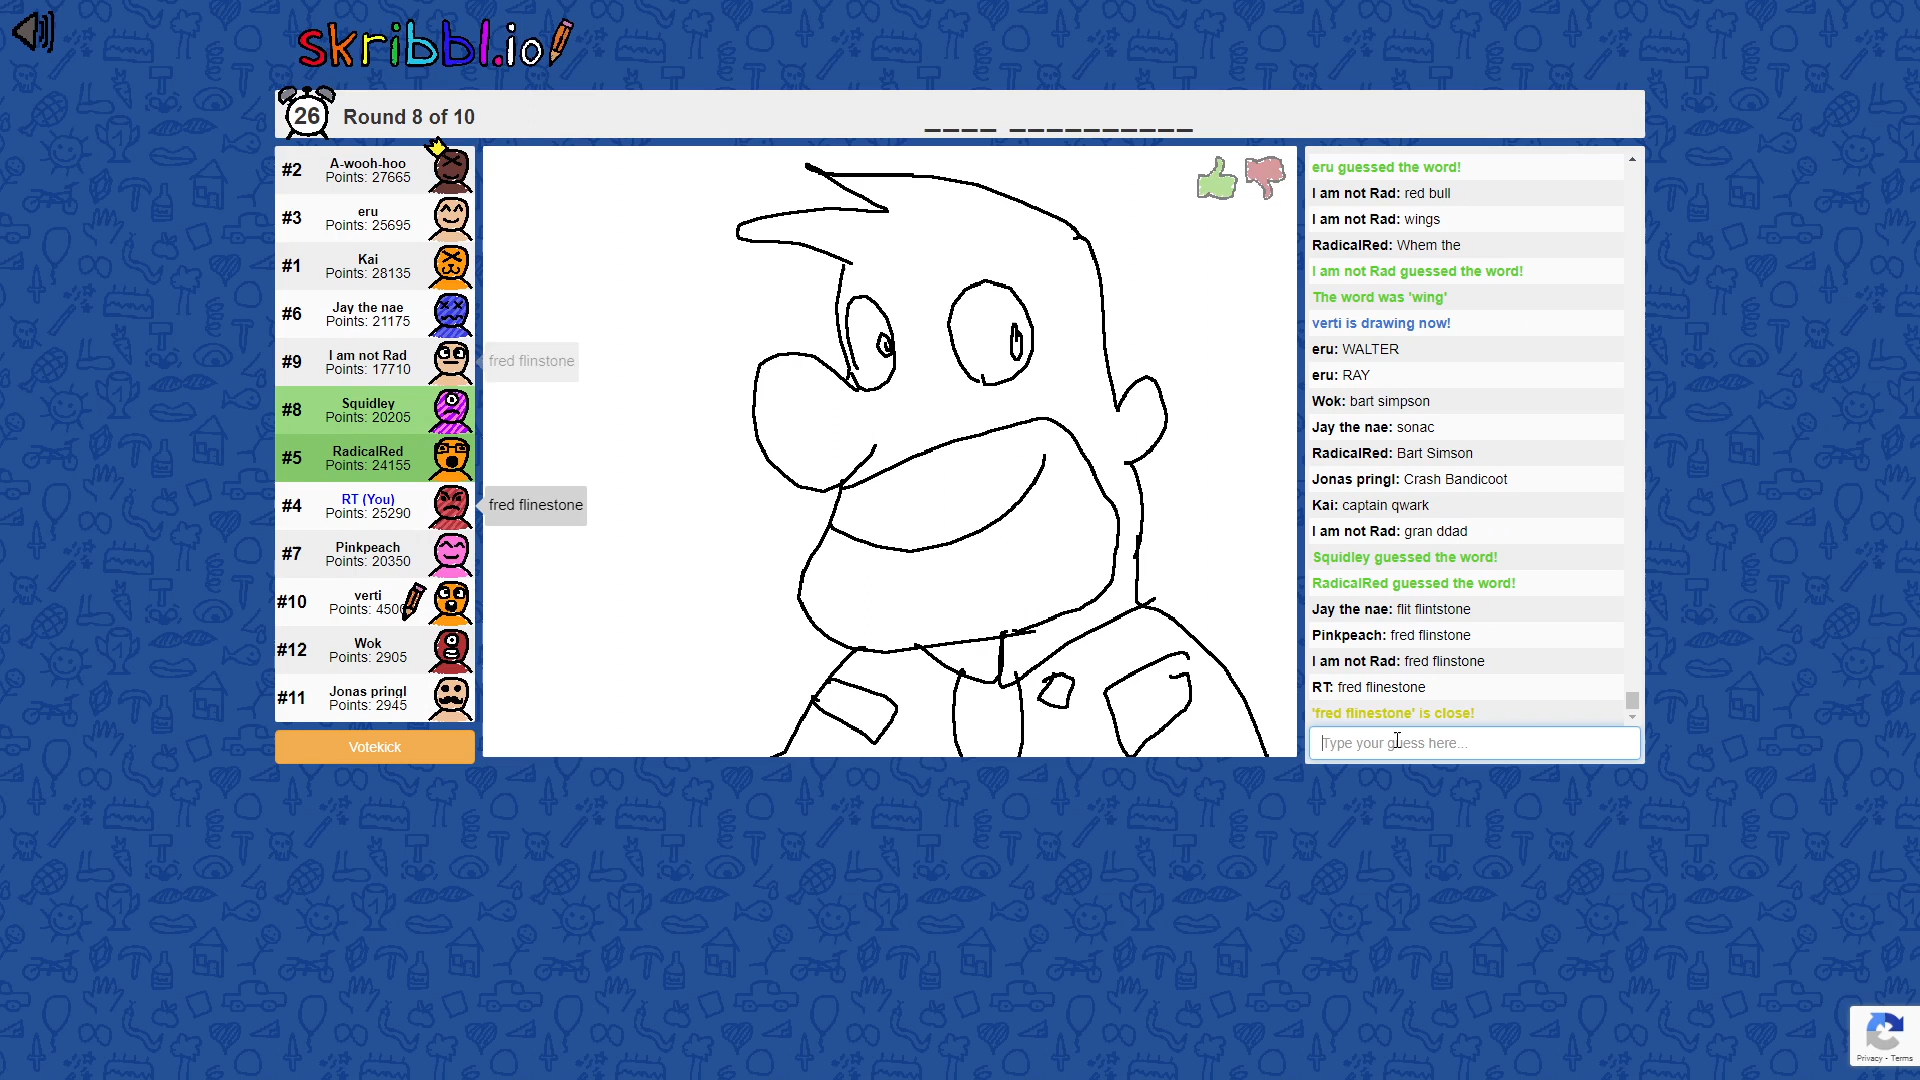 skribbl.io
26
Round 8 of 10
____ __________
#2 A-wooh-hoo
Points: 27665
#3 eru
Points: 25695
#1 Kai
Points: 28135
#6 Jay the nae
Points: 21175
#9 I am not Rad
Points: 17710
fred flinstone
#8 Squidley
Points: 20205
#5 RadicalRed
Points: 24155
#4 RT (You)
Points: 25290
fred flinestone
#7 Pinkpeach
Points: 20350
#10 verti
Points: 4500
#12 Wok
Points: 2905
#11 Jonas pringl
Points: 2945
Votekick
eru guessed the word!
I am not Rad: red bull
I am not Rad: wings
RadicalRed: Whem the
I am not Rad guessed the word!
The word was 'wing'
verti is drawing now!
eru: WALTER
eru: RAY
Wok: bart simpson
Jay the nae: sonac
RadicalRed: Bart Simson
Jonas pringl: Crash Bandicoot
Kai: captain qwark
I am not Rad: gran ddad
Squidley guessed the word!
RadicalRed guessed the word!
Jay the nae: flit flintstone
Pinkpeach: fred flinstone
I am not Rad: fred flinstone
RT: fred flinestone
'fred flinestone' is close!
Type your guess here...
Privacy - Terms